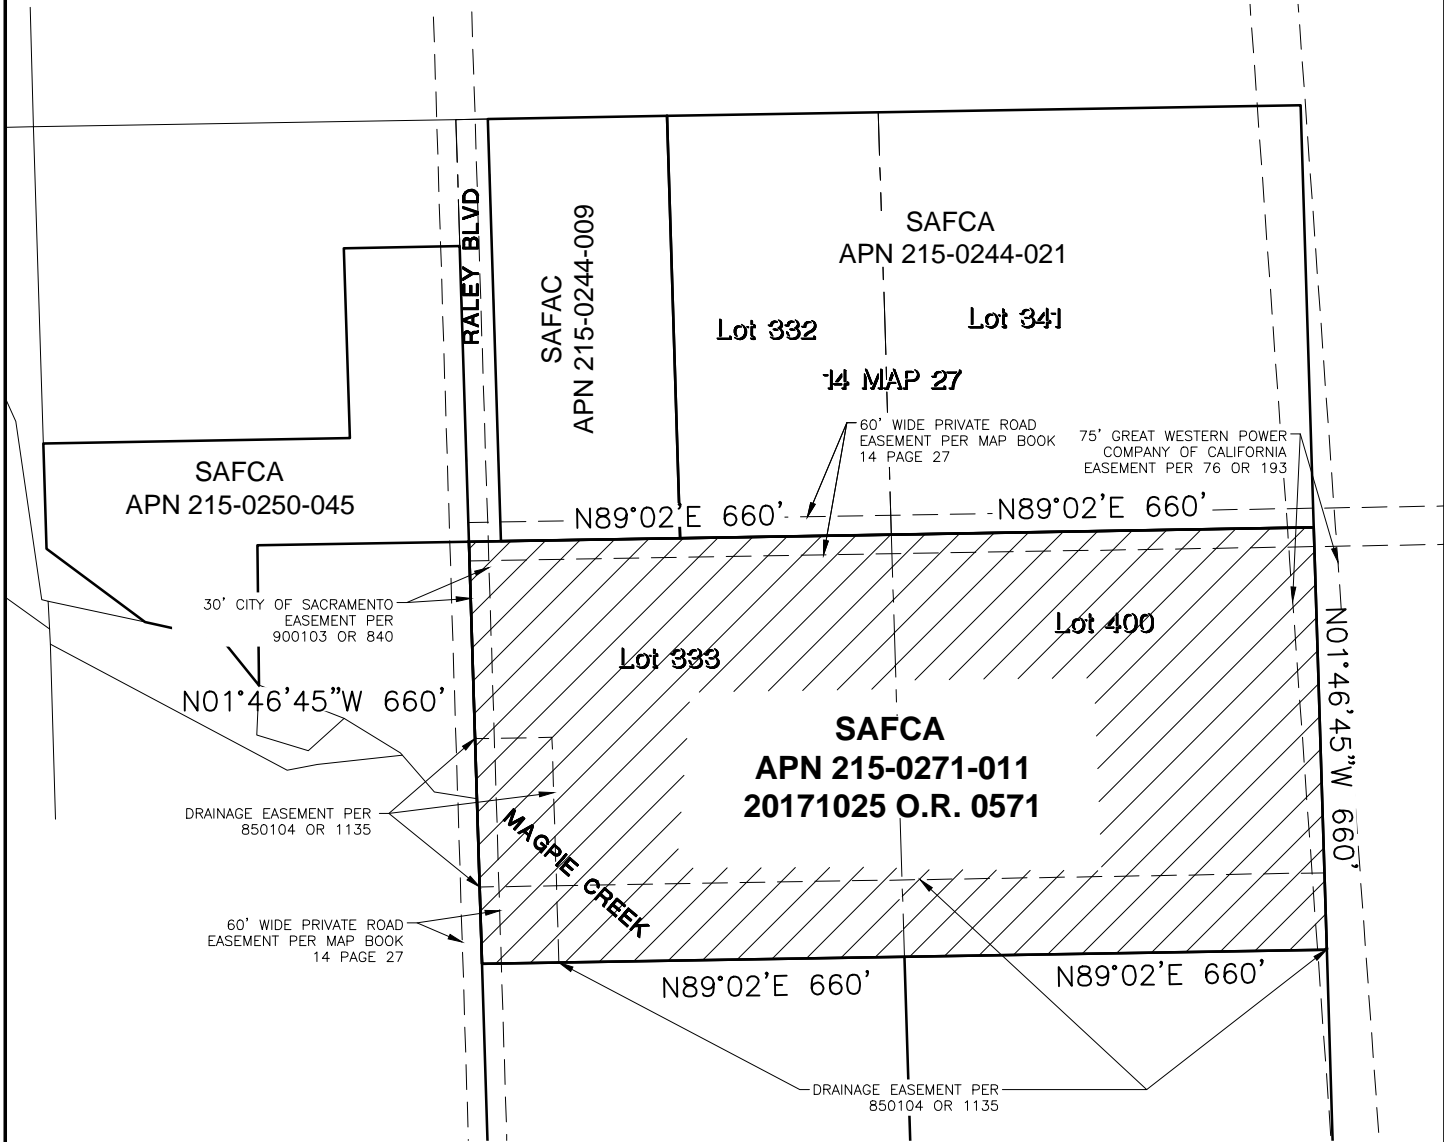 RALEY BLVD
SAFAC
APN 215-0244-009
SAFCA
APN 215-0244-021
Lot 332
Lot 341
14 MAP 27
60' WIDE PRIVATE ROAD
EASEMENT PER MAP BOOK
14 PAGE 27
75' GREAT WESTERN POWER
COMPANY OF CALIFORNIA
EASEMENT PER 76 OR 193
SAFCA
APN 215-0250-045
N89°02'E 660'
N89°02'E 660'
30' CITY OF SACRAMENTO
EASEMENT PER
900103 OR 840
Lot 333
Lot 400
N01°46'45"W 660'
N01°46'45"W 660'
SAFCA
APN 215-0271-011
20171025 O.R. 0571
DRAINAGE EASEMENT PER
850104 OR 1135
MAGPIE CREEK
60' WIDE PRIVATE ROAD
EASEMENT PER MAP BOOK
14 PAGE 27
N89°02'E 660'
N89°02'E 660'
DRAINAGE EASEMENT PER
850104 OR 1135